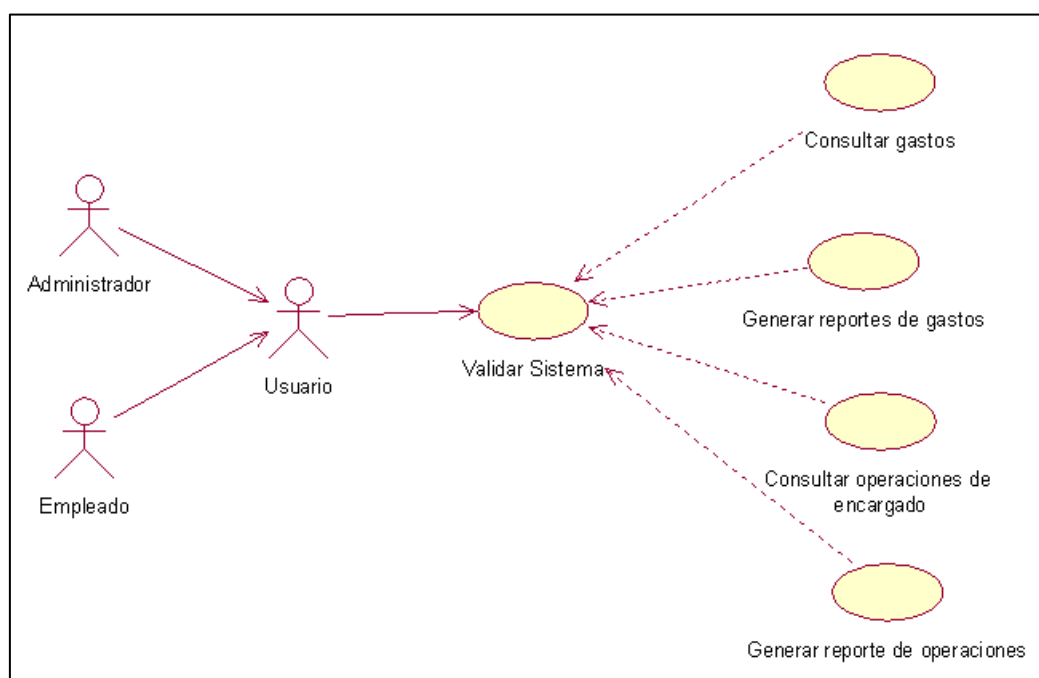 Consultar gastos
Administrador
Generar reportes de gastos
Usuario
Validar Sistema
Consultar operaciones de
encargado
Empleado
Generar reporte de operaciones